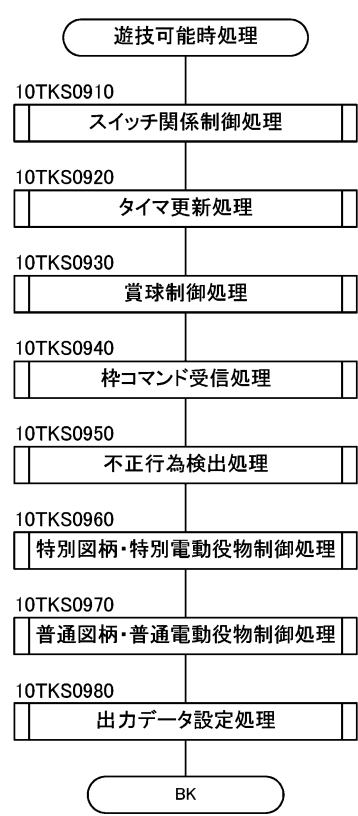 遊技可能時処理
10TKS0910
スイッチ関係制御処理
10TKS0920
タイマ更新処理
10TKS0930
賞球制御処理
10TKS0940
枠コマンド受信処理
10TKS0950
不正行為検出処理
10TKS0960
特別図柄・特別電動役物制御処理
10TKS0970
普通図柄・普通電動役物制御処理
10TKS0980
出力データ設定処理
BK